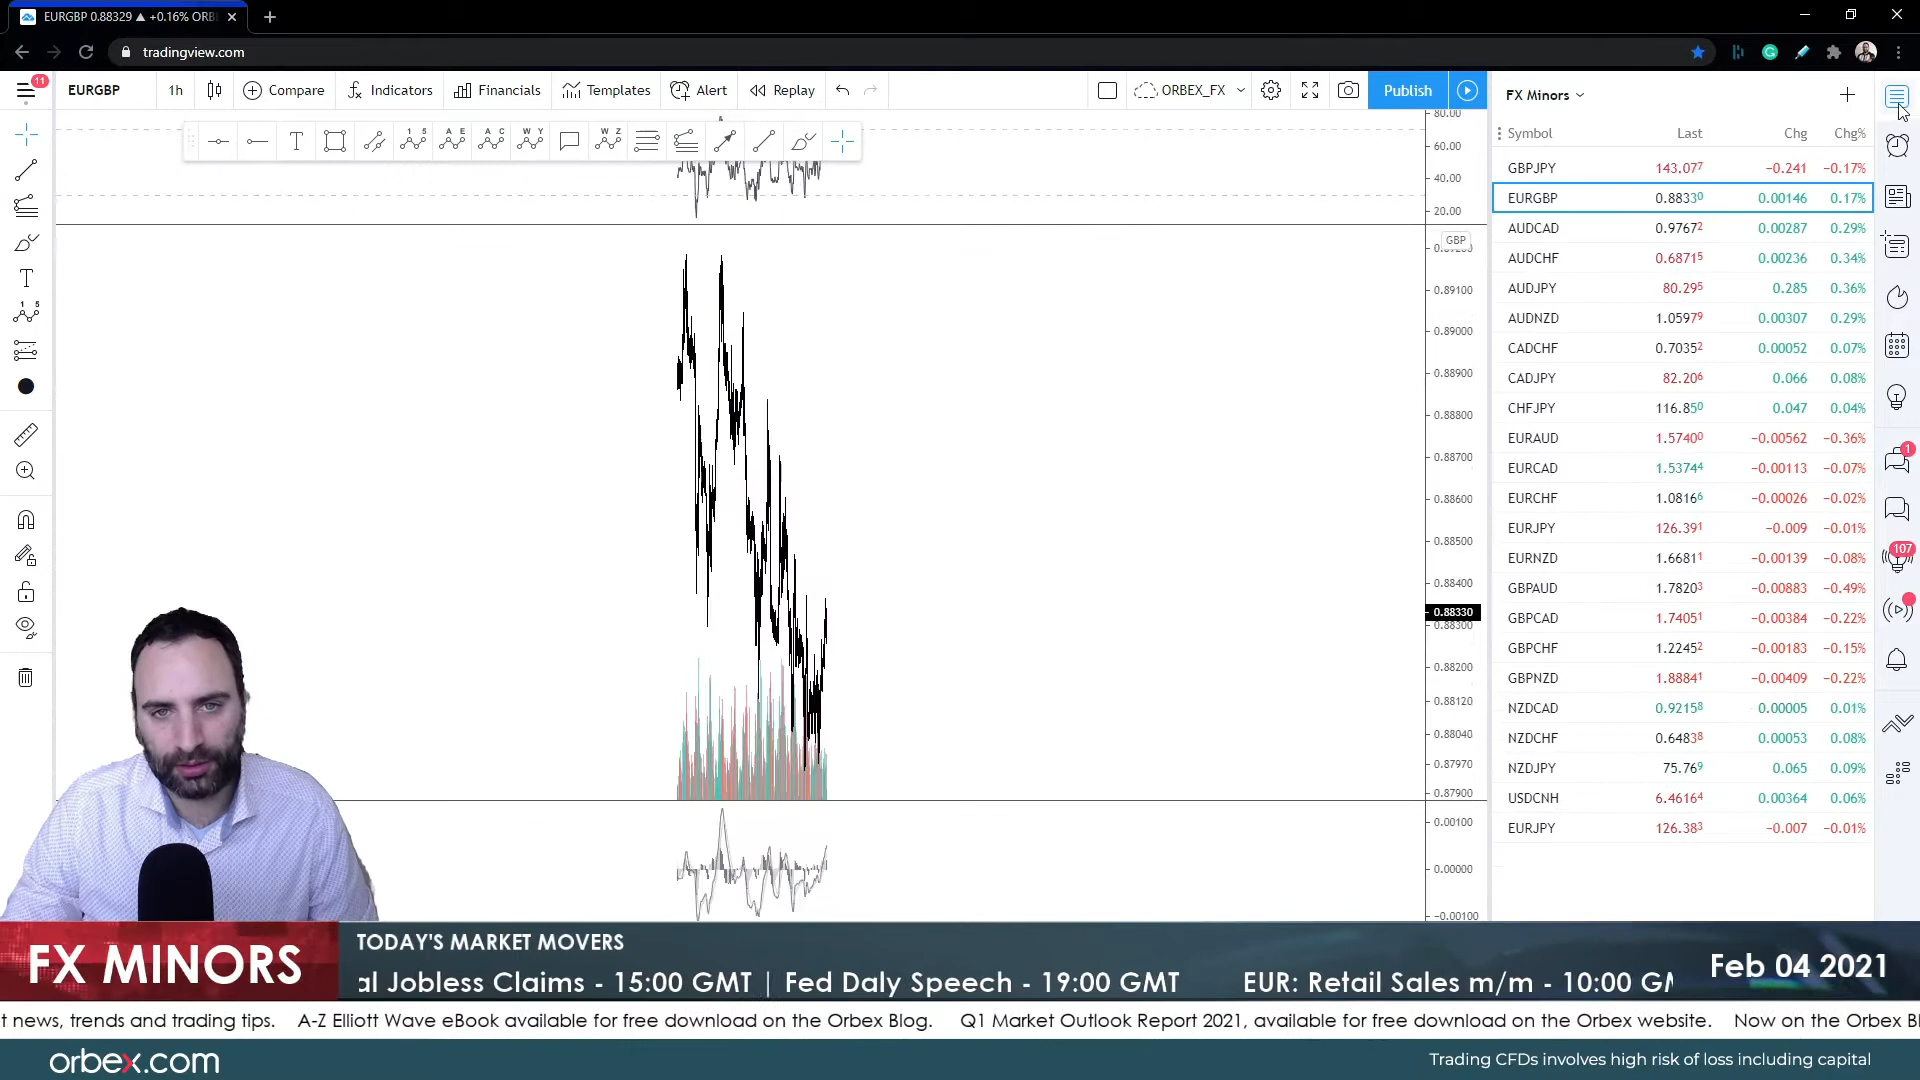 EURGBP 0.88329 ▲ +0.16% ORB
tradingview.com
11
EURGBP
1h
Compare
Indicators
Financials
Templates
Alert
Replay
ORBEX_FX
Publish
FX Minors
Symbol Last Chg Chg%
GBPJPY 143.077 −0.241 −0.17%
EURGBP 0.88330 0.00146 0.17%
AUDCAD 0.97672 0.00287 0.29%
AUDCHF 0.68715 0.00236 0.34%
AUDJPY 80.295 0.285 0.36%
AUDNZD 1.05979 0.00307 0.29%
CADCHF 0.70352 0.00052 0.07%
CADJPY 82.206 0.066 0.08%
CHFJPY 116.850 0.047 0.04%
EURAUD 1.57400 −0.00562 −0.36%
EURCAD 1.53744 −0.00113 −0.07%
EURCHF 1.08166 −0.00026 −0.02%
EURJPY 126.391 −0.009 −0.01%
EURNZD 1.66811 −0.00139 −0.08%
GBPAUD 1.78203 −0.00883 −0.49%
GBPCAD 1.74051 −0.00384 −0.22%
GBPCHF 1.22452 −0.00183 −0.15%
GBPNZD 1.88841 −0.00409 −0.22%
NZDCAD 0.92158 0.00005 0.01%
NZDCHF 0.64838 0.00053 0.08%
NZDJPY 75.769 0.065 0.09%
USDCNH 6.46164 0.00364 0.06%
EURJPY 126.383 −0.007 −0.01%
1
107
1 5
A E
A C
W Y
W Z
T
T
1 5
80.00
60.00
40.00
20.00
GBP
0.89100
0.89000
0.88900
0.88800
0.88700
0.88600
0.88500
0.88400
0.88330
0.88300
0.88200
0.88120
0.88040
0.87970
0.87900
0.00100
0.00000
−0.00100
FX MINORS
TODAY'S MARKET MOVERS
al Jobless Claims - 15:00 GMT | Fed Daly Speech - 19:00 GMT EUR: Retail Sales m/m - 10:00 GM
Feb 04 2021
t news, trends and trading tips. A-Z Elliott Wave eBook available for free download on the Orbex Blog. Q1 Market Outlook Report 2021, available for free download on the Orbex website. Now on the Orbex Bl
orbex.com
Trading CFDs involves high risk of loss including capital